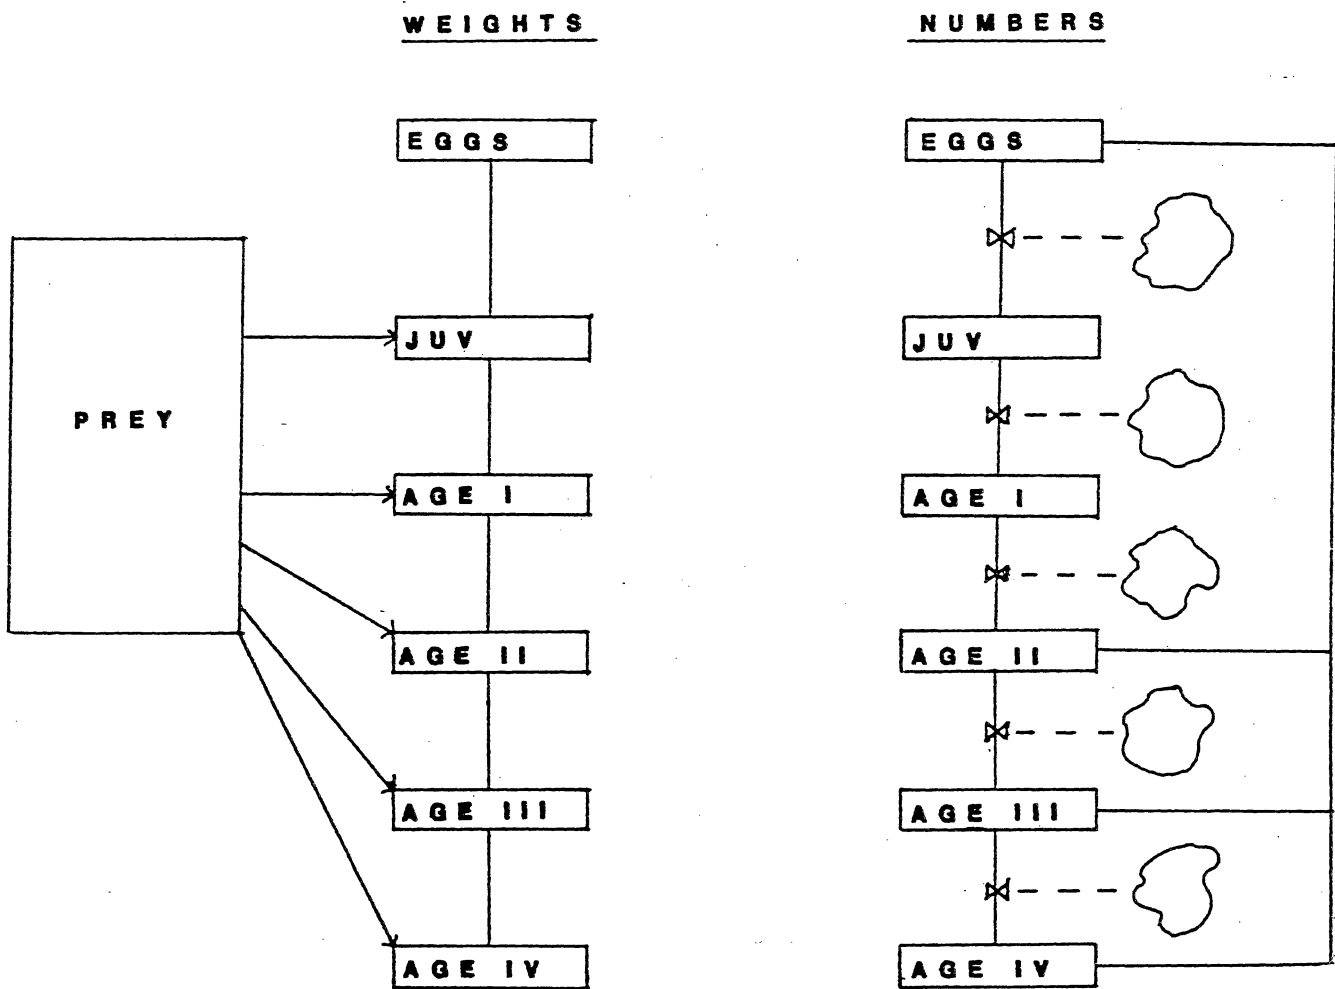 WEIGHTS
NUMBERS
EGGS
EGGS
JUV
JUV
PREY
AGE I
AGE I
AGE II
AGE II
AGE III
AGE III
AGE IV
AGE IV